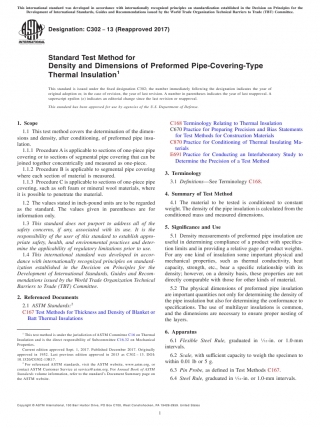 This international standard was developed in accordance with internationally recognized principles on standardization established in the Decision on Principles for the
Development of International Standards, Guides and Recommendations issued by the World Trade Organization Technical Barriers to Trade (TBT) Committee.
Designation: C302 - 13 (Reapproved 2017)
Standard Test Method for
Density and Dimensions of Preformed Pipe-Covering-Type
Thermal Insulation1
This standard is issued under the fixed designation C302; the number immediately following the designation indicates the year of
original adoption or, in the case of revision, the year of last revision. A number in parentheses indicates the year of last reapproval. A
superscript epsilon (ε) indicates an editorial change since the last revision or reapproval.
This standard has been approved for use by agencies of the U.S. Department of Defense.
1. Scope
1.1 This test method covers the determination of the dimen-
sions and density, after conditioning, of preformed pipe insu-
lation.
1.1.1 Procedure A is applicable to sections of one-piece pipe
covering or to sections of segmental pipe covering that can be
joined together concentrically and measured as one-piece.
1.1.2 Procedure B is applicable to segmental pipe covering
where each section of material is measured.
1.1.3 Procedure C is applicable to sections of one-piece pipe
covering, such as soft foam or mineral wool materials, where
it is possible to penetrate the material.
1.2 The values stated in inch-pound units are to be regarded
as the standard. The values given in parentheses are for
information only.
1.3 This standard does not purport to address all of the
safety concerns, if any, associated with its use. It is the
responsibility of the user of this standard to establish appro-
priate safety, health, and environmental practices and deter-
mine the applicability of regulatory limitations prior to use.
1.4 This international standard was developed in accor-
dance with internationally recognized principles on standard-
ization established in the Decision on Principles for the
Development of International Standards, Guides and Recom-
mendations issued by the World Trade Organization Technical
Barriers to Trade (TBT) Committee.
2. Referenced Documents
2.1 ASTM Standards:2
C167 Test Methods for Thickness and Density of Blanket or
Batt Thermal Insulations
1 This test method is under the jurisdiction of ASTM Committee C16 on Thermal
Insulation and is the direct responsibility of Subcommittee C16.32 on Mechanical
Properties.
Current edition approved Sept. 1, 2017. Published December 2017. Originally
approved in 1952. Last previous edition approved in 2013 as C302 – 13. DOI:
10.1520/C0302-13R17.
2 For referenced ASTM standards, visit the ASTM website, www.astm.org, or
contact ASTM Customer Service at service@astm.org. For Annual Book of ASTM
Standards volume information, refer to the standard's Document Summary page on
the ASTM website.
C168 Terminology Relating to Thermal Insulation
C670 Practice for Preparing Precision and Bias Statements
for Test Methods for Construction Materials
C870 Practice for Conditioning of Thermal Insulating Ma-
terials
E691 Practice for Conducting an Interlaboratory Study to
Determine the Precision of a Test Method
3. Terminology
3.1 Definitions—See Terminology C168.
4. Summary of Test Method
4.1 The material to be tested is conditioned to constant
weight. The density of the pipe insulation is calculated from the
conditioned mass and measured dimensions.
5. Significance and Use
5.1 Density measurements of preformed pipe insulation are
useful in determining compliance of a product with specifica-
tion limits and in providing a relative gage of product weights.
For any one kind of insulation some important physical and
mechanical properties, such as thermal conductivity, heat
capacity, strength, etc., bear a specific relationship with its
density; however, on a density basis, these properties are not
directly comparable with those for other kinds of material.
5.2 The physical dimensions of preformed pipe insulation
are important quantities not only for determining the density of
the pipe insulation but also for determining the conformance to
specifications. The use of multilayer insulations is common,
and the dimensions are necessary to ensure proper nesting of
the layers.
6. Apparatus
6.1 Flexible Steel Rule, graduated in
or 1.0-mm
intervals.
6.2 Scale, with sufficient capacity to weigh the specimen to
within 0.01 lb or 5 g.
6.3 Pin Probe, as defined in Test Methods C167.
6.4 Steel Rule, graduated in
or 1.0-mm intervals.
Copyright © ASTM International, 100 Barr Harbor Drive, PO Box C700, West Conshohocken, PA 19428-2959. United States
1